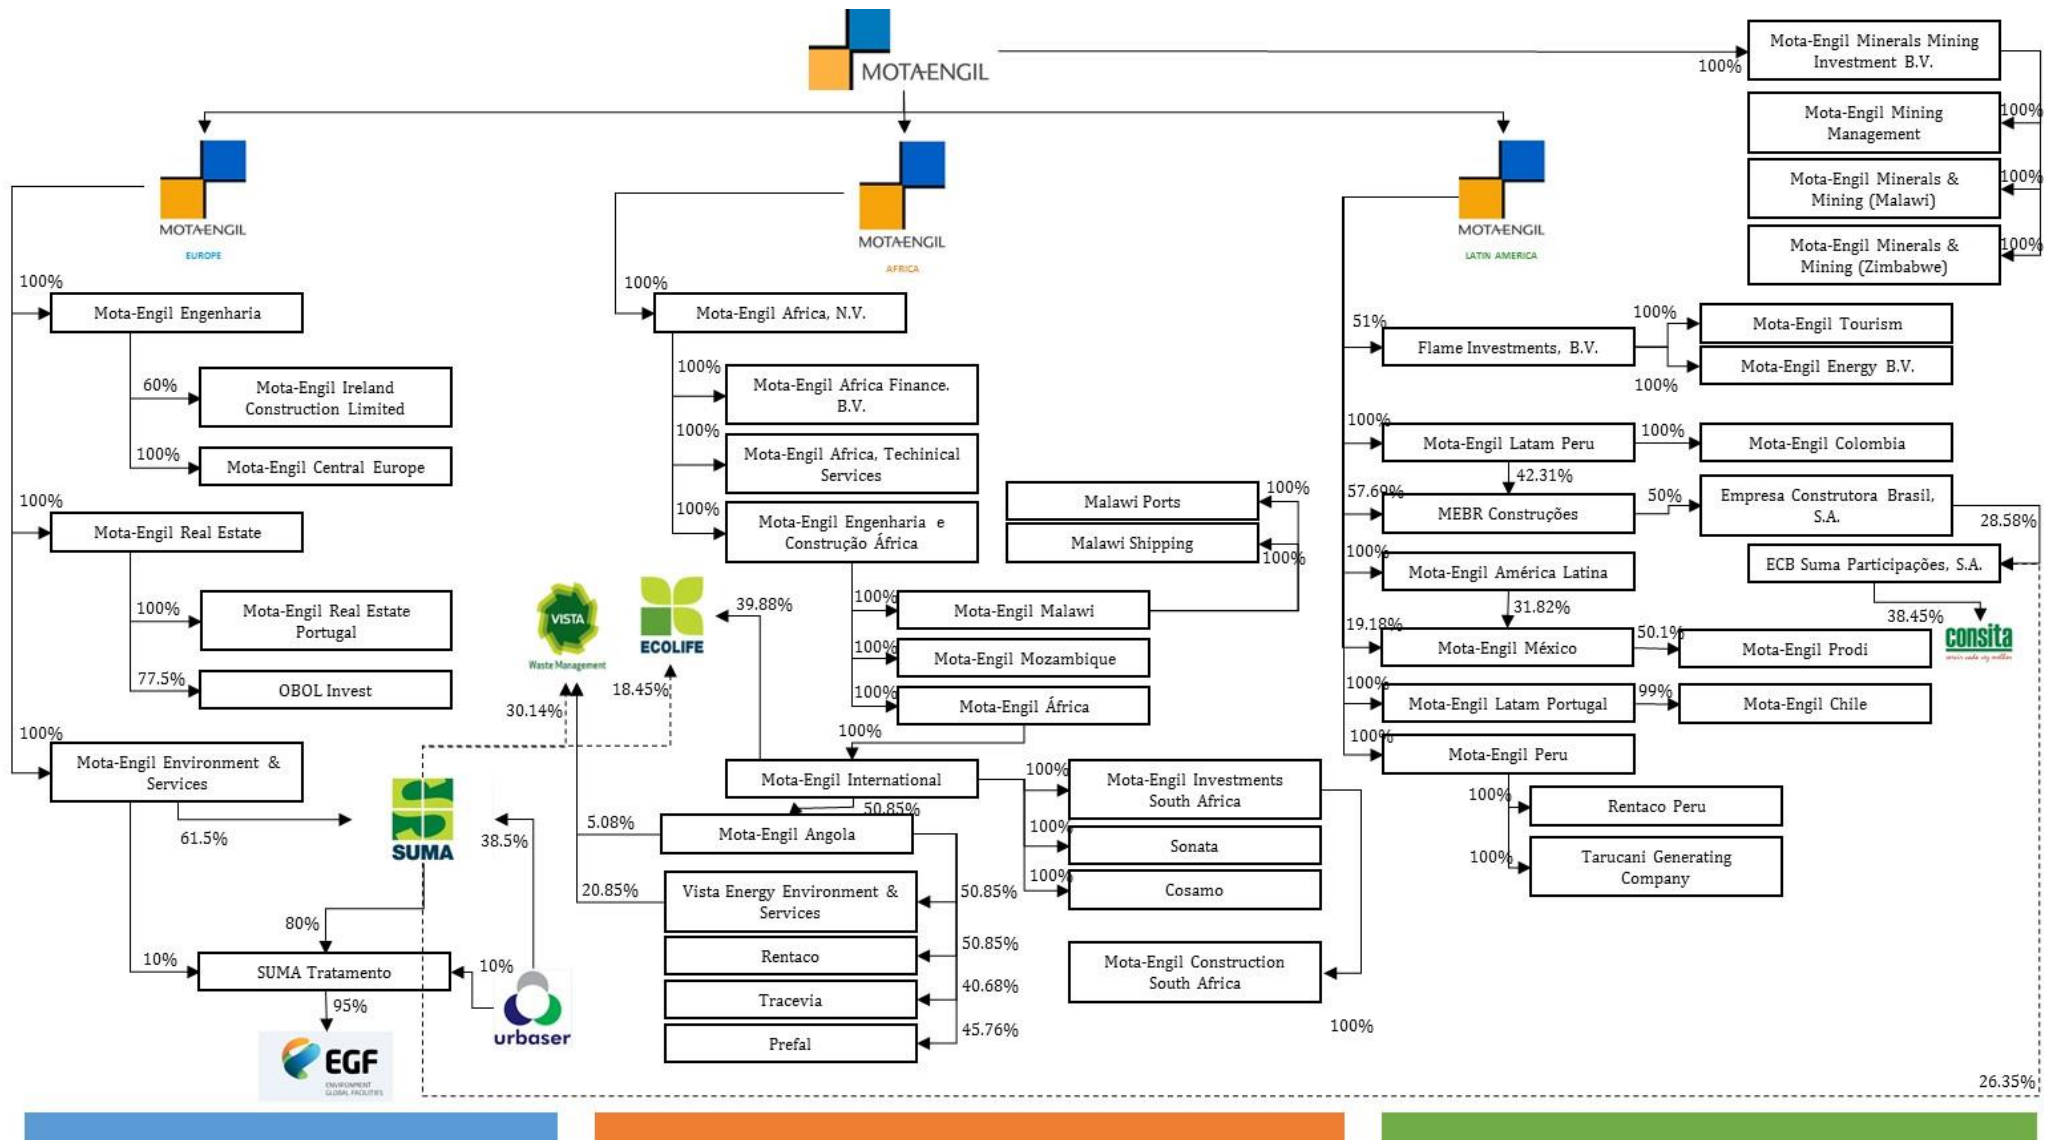 MOTA-ENGIL
100%
Mota-Engil Minerals Mining
Investment B.V.
Mota-Engil Mining
Management
100%
Mota-Engil Minerals &
Mining (Malawi)
100%
Mota-Engil Minerals &
Mining (Zimbabwe)
100%
MOTA-ENGIL
EUROPE
100%
Mota-Engil Engenharia
60%
Mota-Engil Ireland
Construction Limited
100%
Mota-Engil Central Europe
100%
Mota-Engil Real Estate
100%
Mota-Engil Real Estate
Portugal
77.5%
OBOL Invest
100%
Mota-Engil Environment &
Services
61.5%
SUMA
38.5%
80%
10%
SUMA Tratamento
10%
urbaser
95%
EGF
ENVIRONMENT
GLOBAL FACILITIES
MOTA-ENGIL
AFRICA
100%
Mota-Engil Africa, N.V.
100%
Mota-Engil Africa Finance.
B.V.
100%
Mota-Engil Africa, Techinical
Services
100%
Mota-Engil Engenharia e
Construção África
Malawi Ports
100%
Malawi Shipping
100%
100%
Mota-Engil Malawi
100%
Mota-Engil Mozambique
100%
Mota-Engil África
VISTA
Waste Management
ECOLIFE
39.88%
18.45%
30.14%
100%
Mota-Engil International
50.85%
5.08%
Mota-Engil Angola
20.85%
Vista Energy Environment &
Services
50.85%
Rentaco
50.85%
Tracevia
40.68%
Prefal
45.76%
100%
Mota-Engil Investments
South Africa
100%
Sonata
100%
Cosamo
Mota-Engil Construction
South Africa
100%
MOTA-ENGIL
LATIN AMERICA
51%
Flame Investments, B.V.
100%
Mota-Engil Tourism
Mota-Engil Energy B.V.
100%
100%
Mota-Engil Latam Peru
100%
Mota-Engil Colombia
42.31%
57.69%
MEBR Construções
50%
Empresa Construtora Brasil,
S.A.
28.58%
ECB Suma Participações, S.A.
38.45%
consita
100%
Mota-Engil América Latina
31.82%
19.18%
Mota-Engil México
50.1%
Mota-Engil Prodi
100%
Mota-Engil Latam Portugal
99%
Mota-Engil Chile
100%
Mota-Engil Peru
100%
Rentaco Peru
100%
Tarucani Generating
Company
26.35%